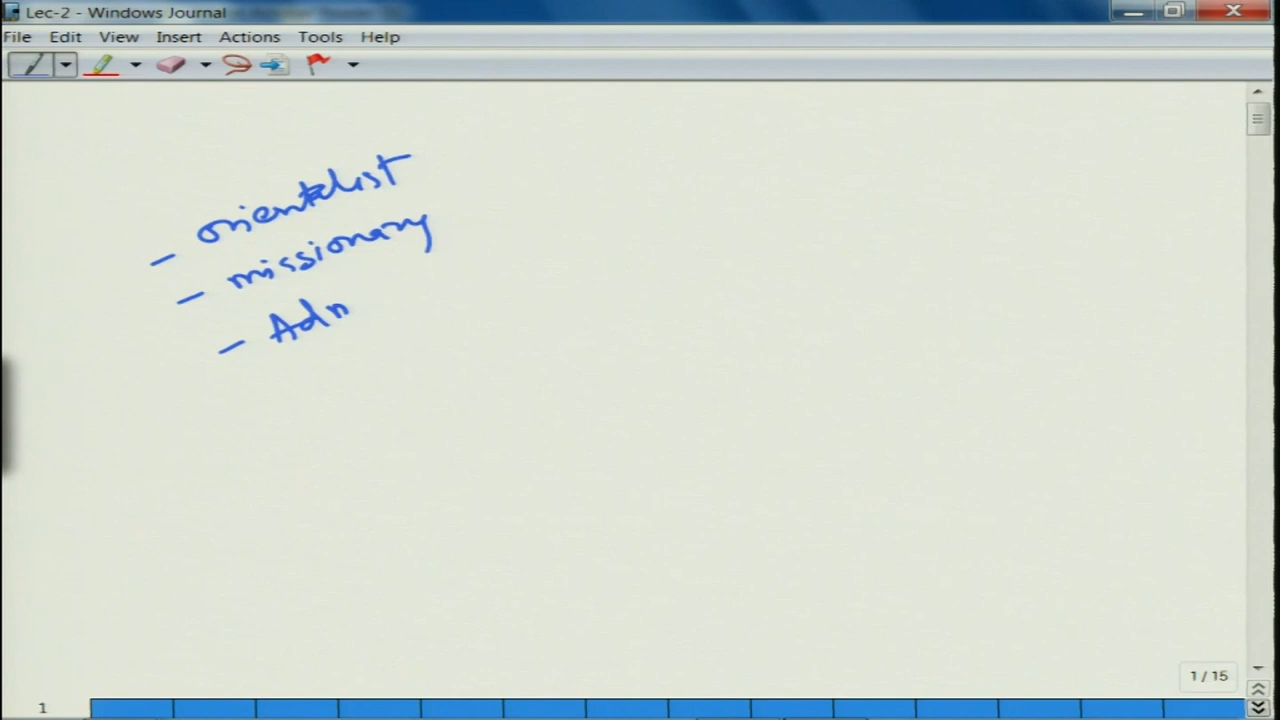 Lec-2 - Windows Journal
File Edit View Insert Actions Tools Help
- orientalist
- missionary
- Adn
1 / 15
1